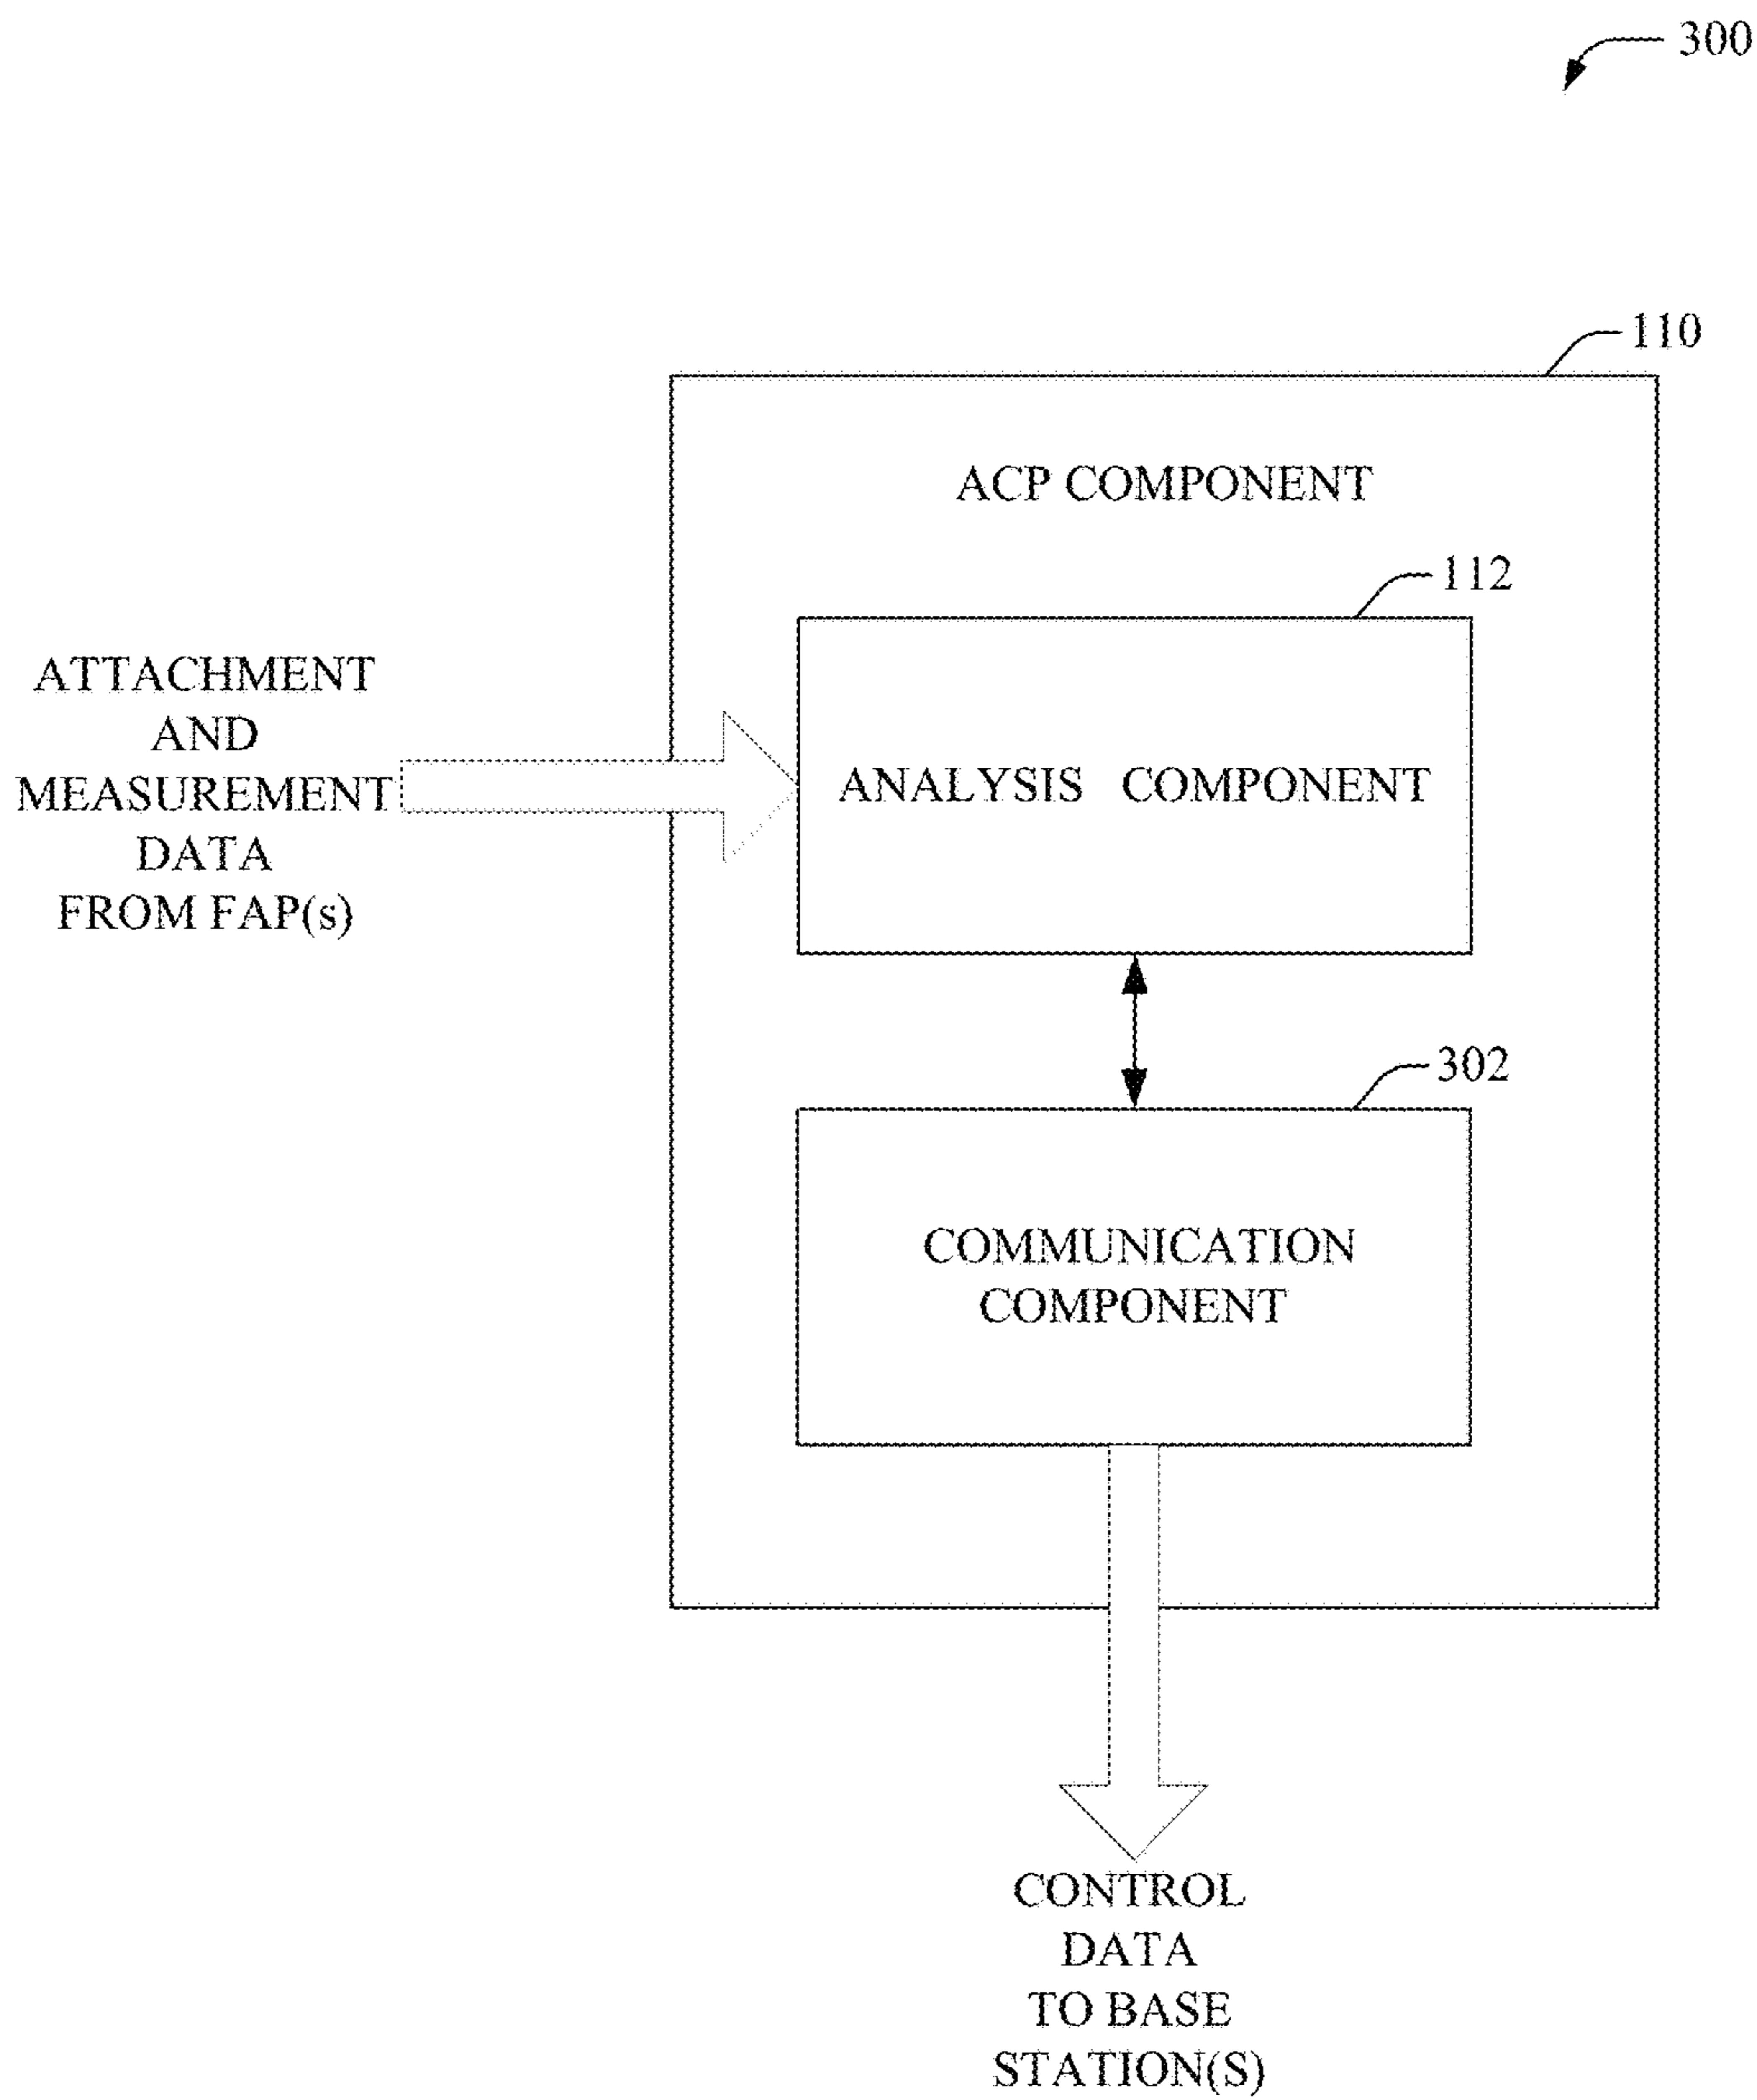 300
110
ACP COMPONENT
112
ATTACHMENT
AND
MEASUREMENT
DATA
FROM FAP(s)
ANALYSIS COMPONENT
302
COMMUNICATION
COMPONENT
CONTROL
DATA
TO BASE
STATION(S)